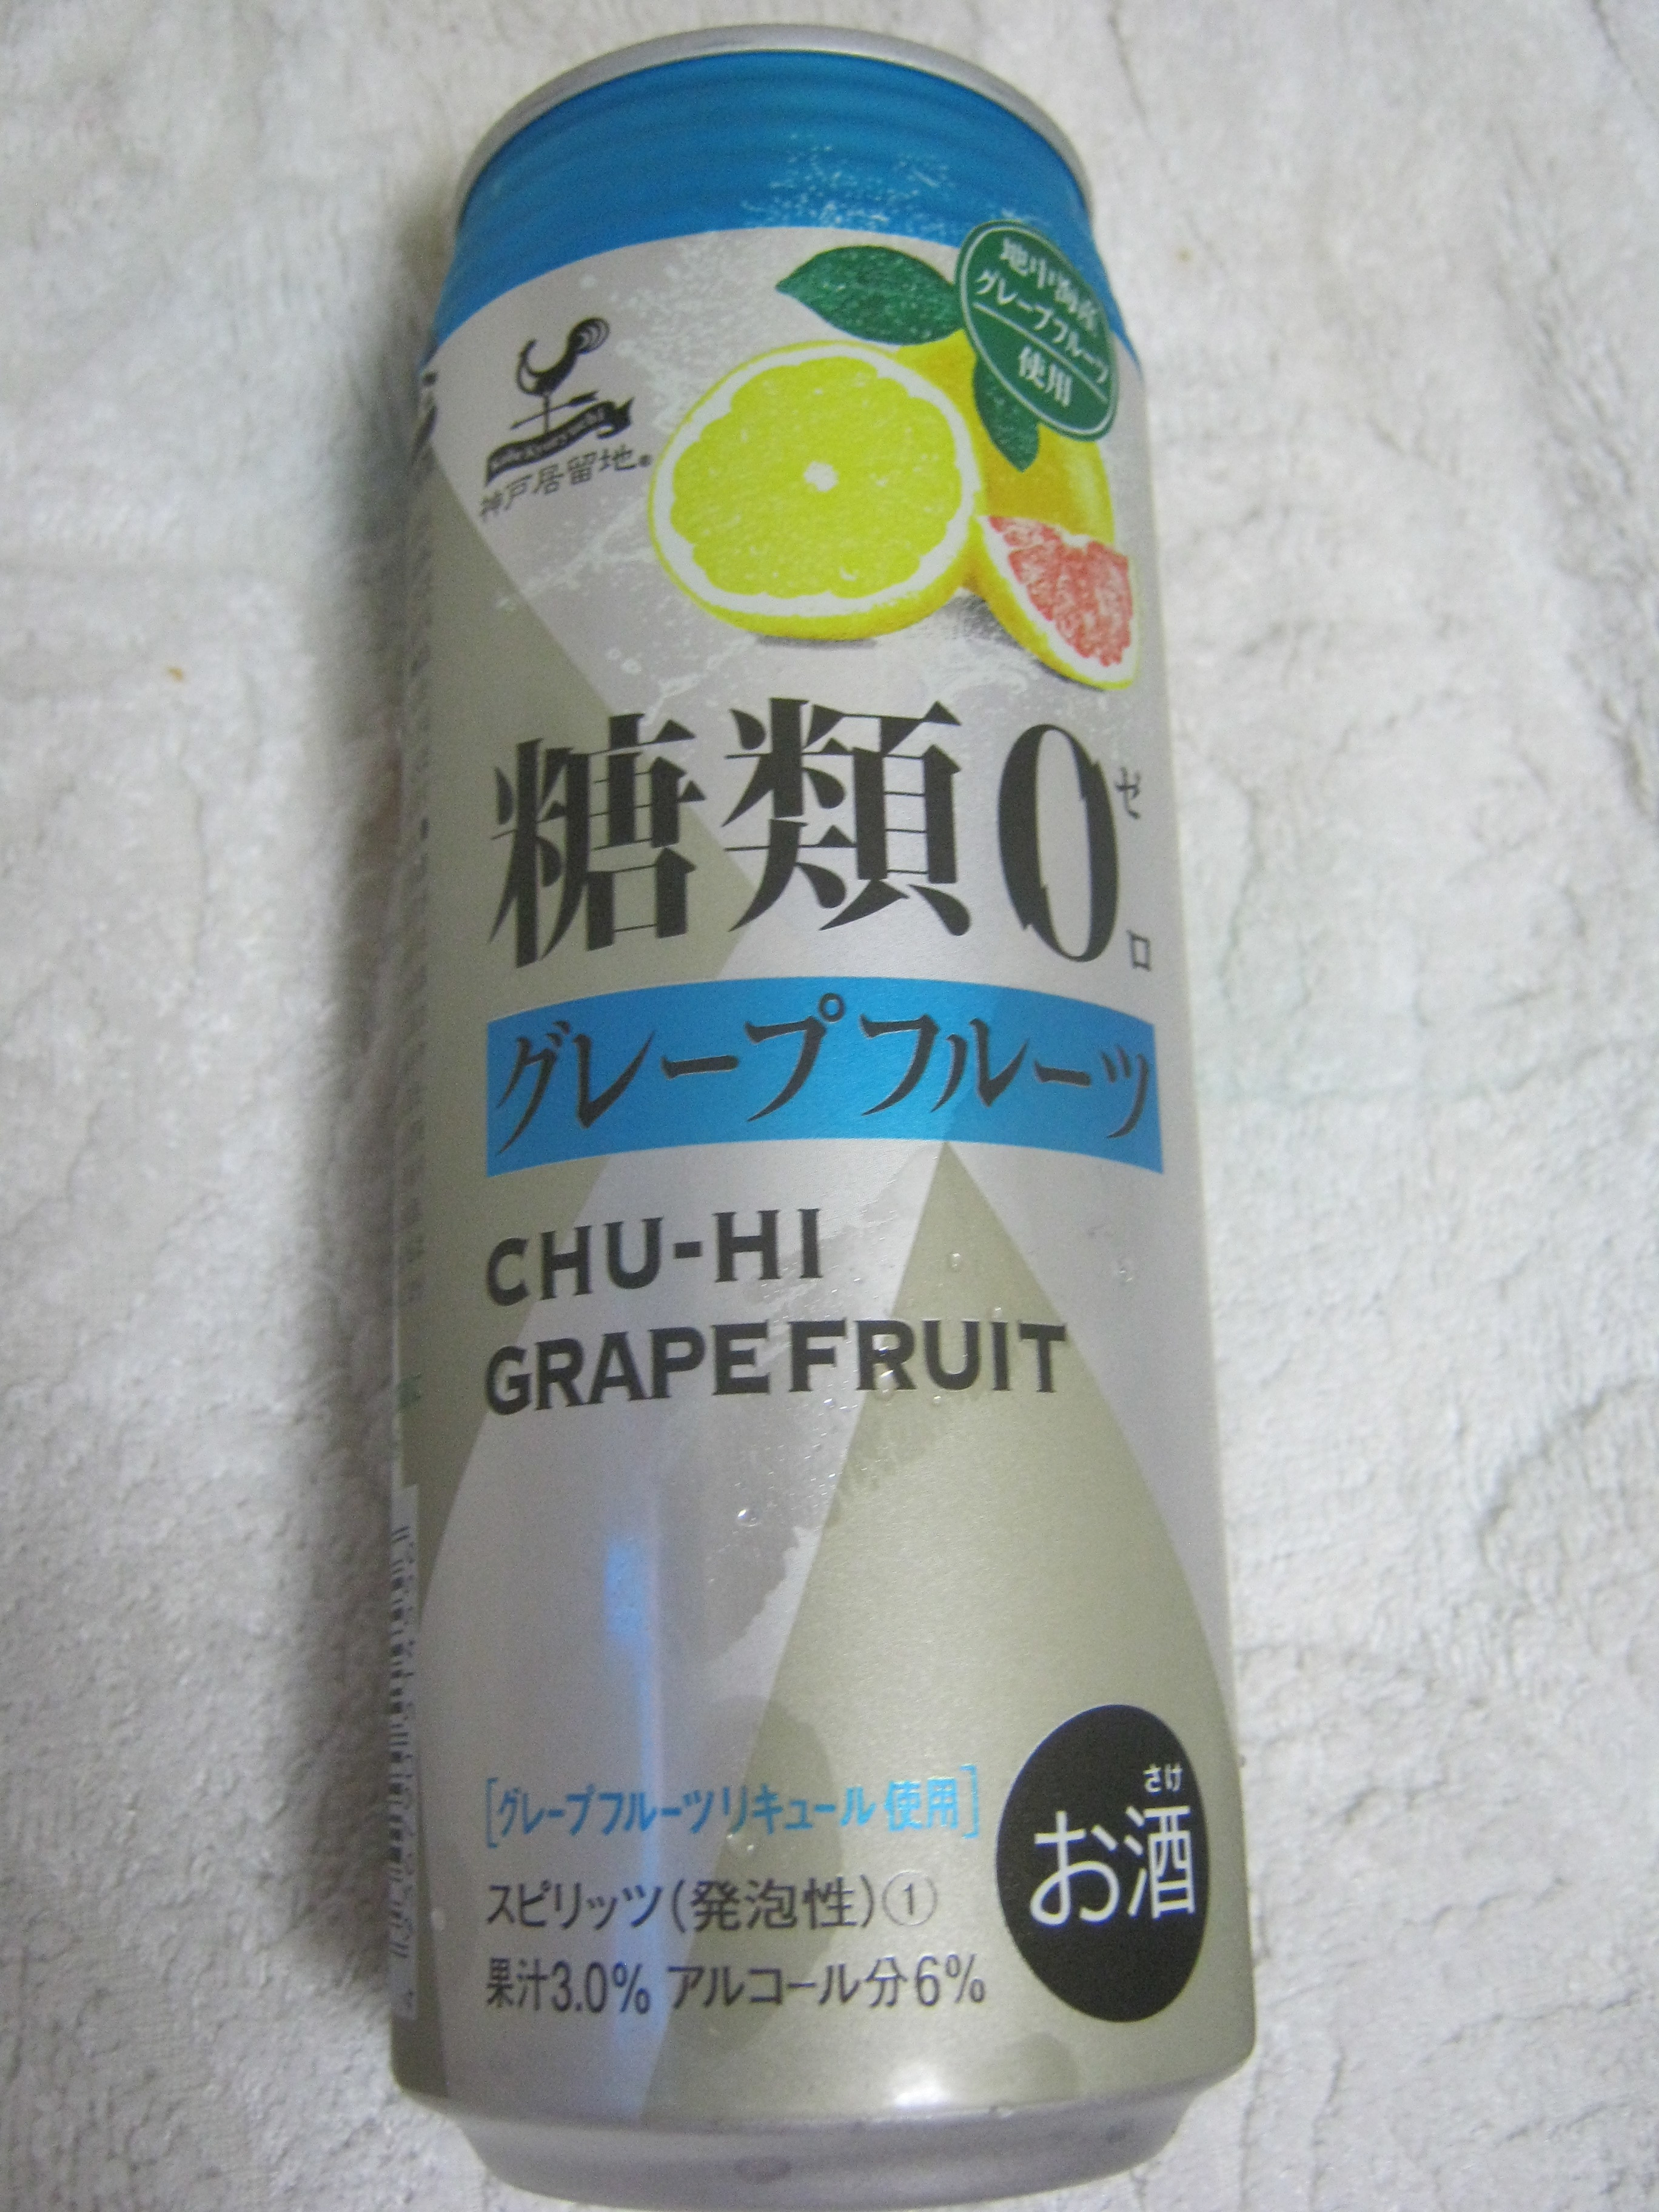 地中海産
グレープフルーツ
使用
Kobe Kyoryuchi
神戸居留地®
糖類0
ゼロ
グレープフルーツ
CHU-HI
GRAPEFRUIT
[グレープフルーツリキュール使用]
スピリッツ(発泡性)①
果汁3.0% アルコール分6%
さけ
お酒